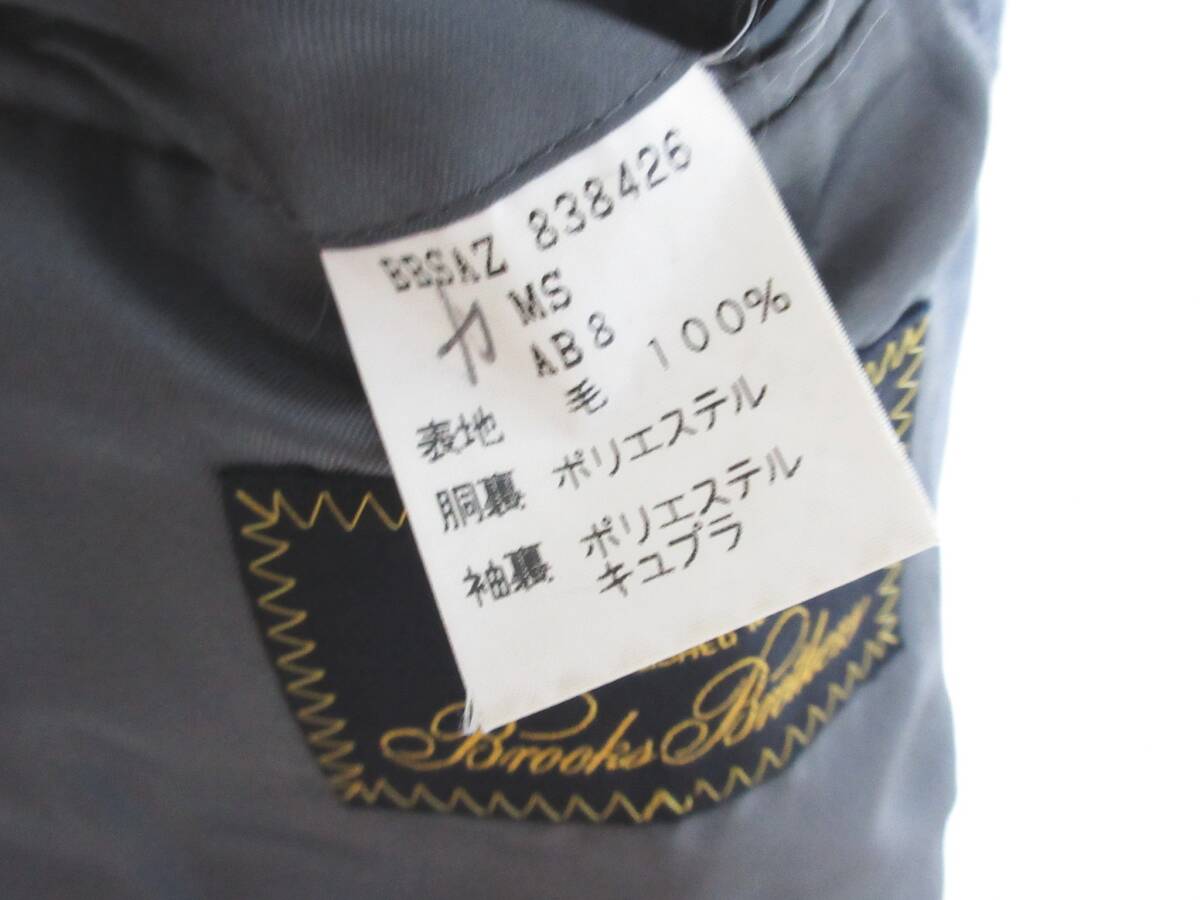 BBSAZ 838426
カ MS
AB8
表地 毛 100%
胴裏 ポリエステル
袖裏 ポリエステル
キュプラ
Brooks Brothers